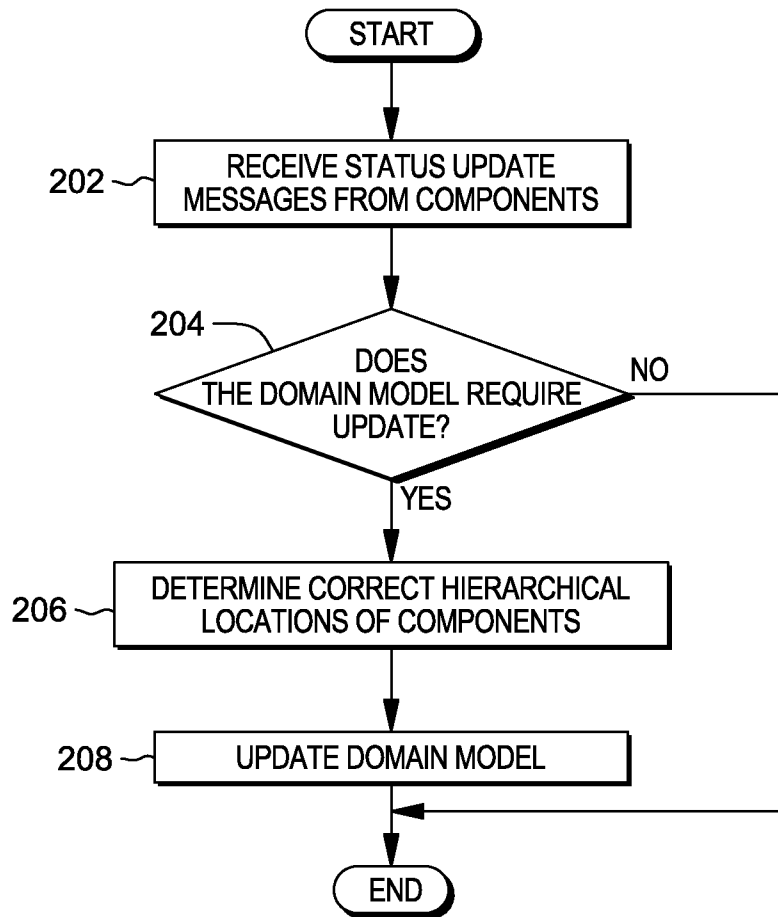 START
202
RECEIVE STATUS UPDATE
MESSAGES FROM COMPONENTS
204
DOES
THE DOMAIN MODEL REQUIRE
UPDATE?
NO
YES
206
DETERMINE CORRECT HIERARCHICAL
LOCATIONS OF COMPONENTS
208
UPDATE DOMAIN MODEL
END